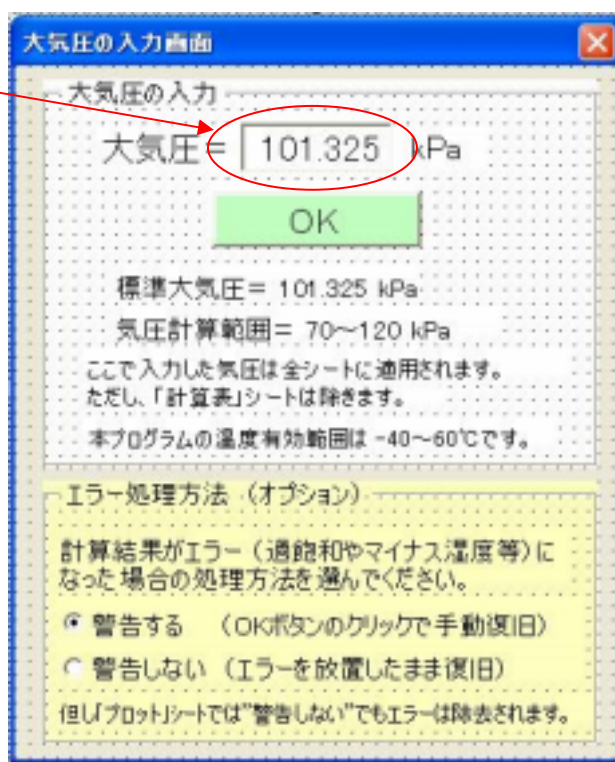 大気圧の入力画面
大気圧の入力
大気圧= 101.325 kPa
OK
標準大気圧= 101.325 kPa
気圧計算範囲= 70～120 kPa
ここで入力した気圧は全シートに適用されます。
ただし、「計算表」シートは除きます。
本プログラムの温度有効範囲は -40～60℃です。
エラー処理方法 （オプション）
計算結果がエラー（過飽和やマイナス湿度等）に
なった場合の処理方法を選んでください。
警告する （OKボタンのクリックで手動復旧）
警告しない （エラーを放置したまま復旧）
但し「プロット」シートでは"警告しない"でもエラーは除去されます。